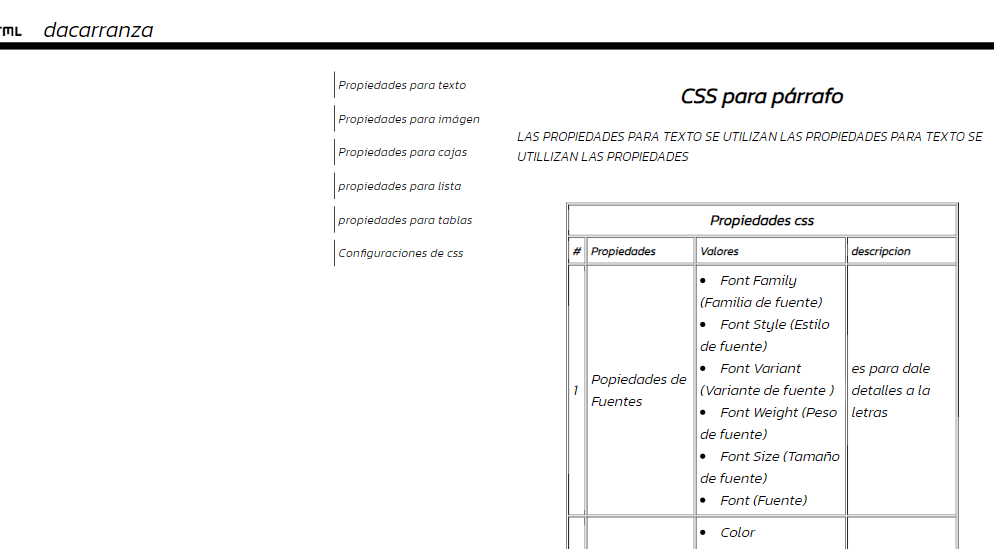 dacarranza
Propiedades para texto
Propiedades para imágen
Propiedades para cajas
propiedades para lista
propiedades para tablas
Configuraciones de css
CSS para párrafo
LAS PROPIEDADES PARA TEXTO SE UTILIZAN LAS PROPIEDADES PARA TEXTO SE
UTILLIZAN LAS PROPIEDADES
Propiedades css
# Propiedades Valores descripcion
1
Popiedades de
Fuentes
• Font Family
(Familia de fuente)
• Font Style (Estilo
de fuente)
• Font Variant
(Variante de fuente )
• Font Weight (Peso
de fuente)
• Font Size (Tamaño
de fuente)
• Font (Fuente)
es para dale
detalles a la
letras
• Color